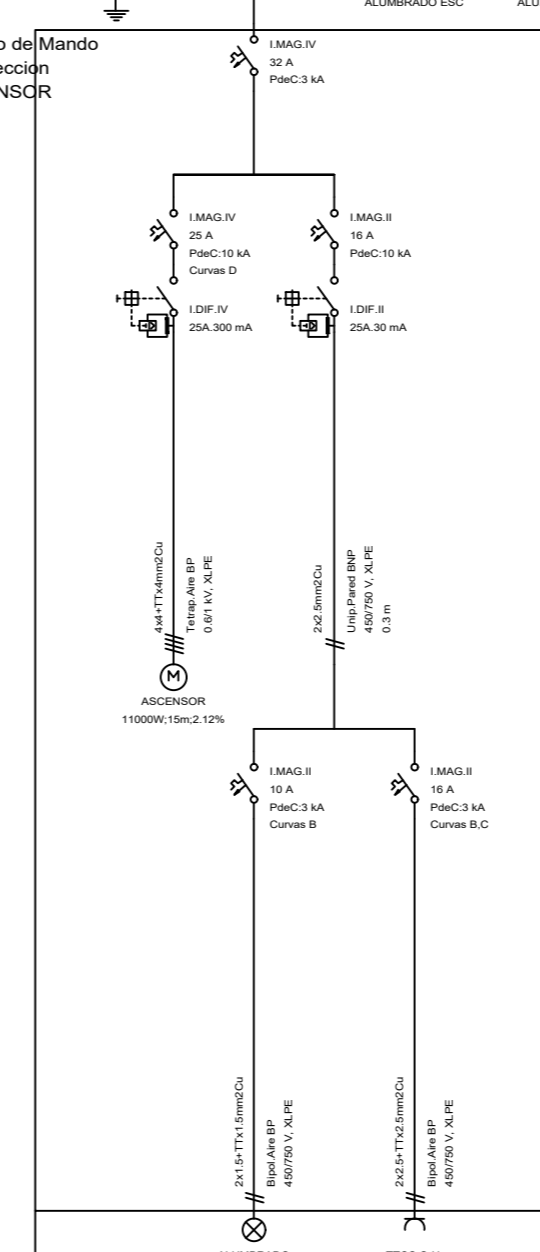 ALUMBRADO ESC
o de Mando
NSOR
I.MAG.IV
32 A
PdeC:3 kA
I.MAG.IV
25 A
PdeC:10 kA
Curvas D
I.MAG.II
16 A
PdeC:10 kA
I.DIF.IV
25A.300 mA
I.DIF.II
25A.30 mA
4x4+TTx4mm2Cu
Tetrap.Aire BP
0.6/1 kV, XLPE
2x2.5mm2Cu
Unip.Pared BNP
450/750 V, XLPE
0.3 m
M
ASCENSOR
11000W;15m;2.12%
I.MAG.II
10 A
PdeC:3 kA
Curvas B
I.MAG.II
16 A
PdeC:3 kA
Curvas B,C
2x1.5+TTx1.5mm2Cu
Bipol.Aire BP
450/750 V, XLPE
2x2.5+TTx2.5mm2Cu
Bipol.Aire BP
450/750 V, XLPE